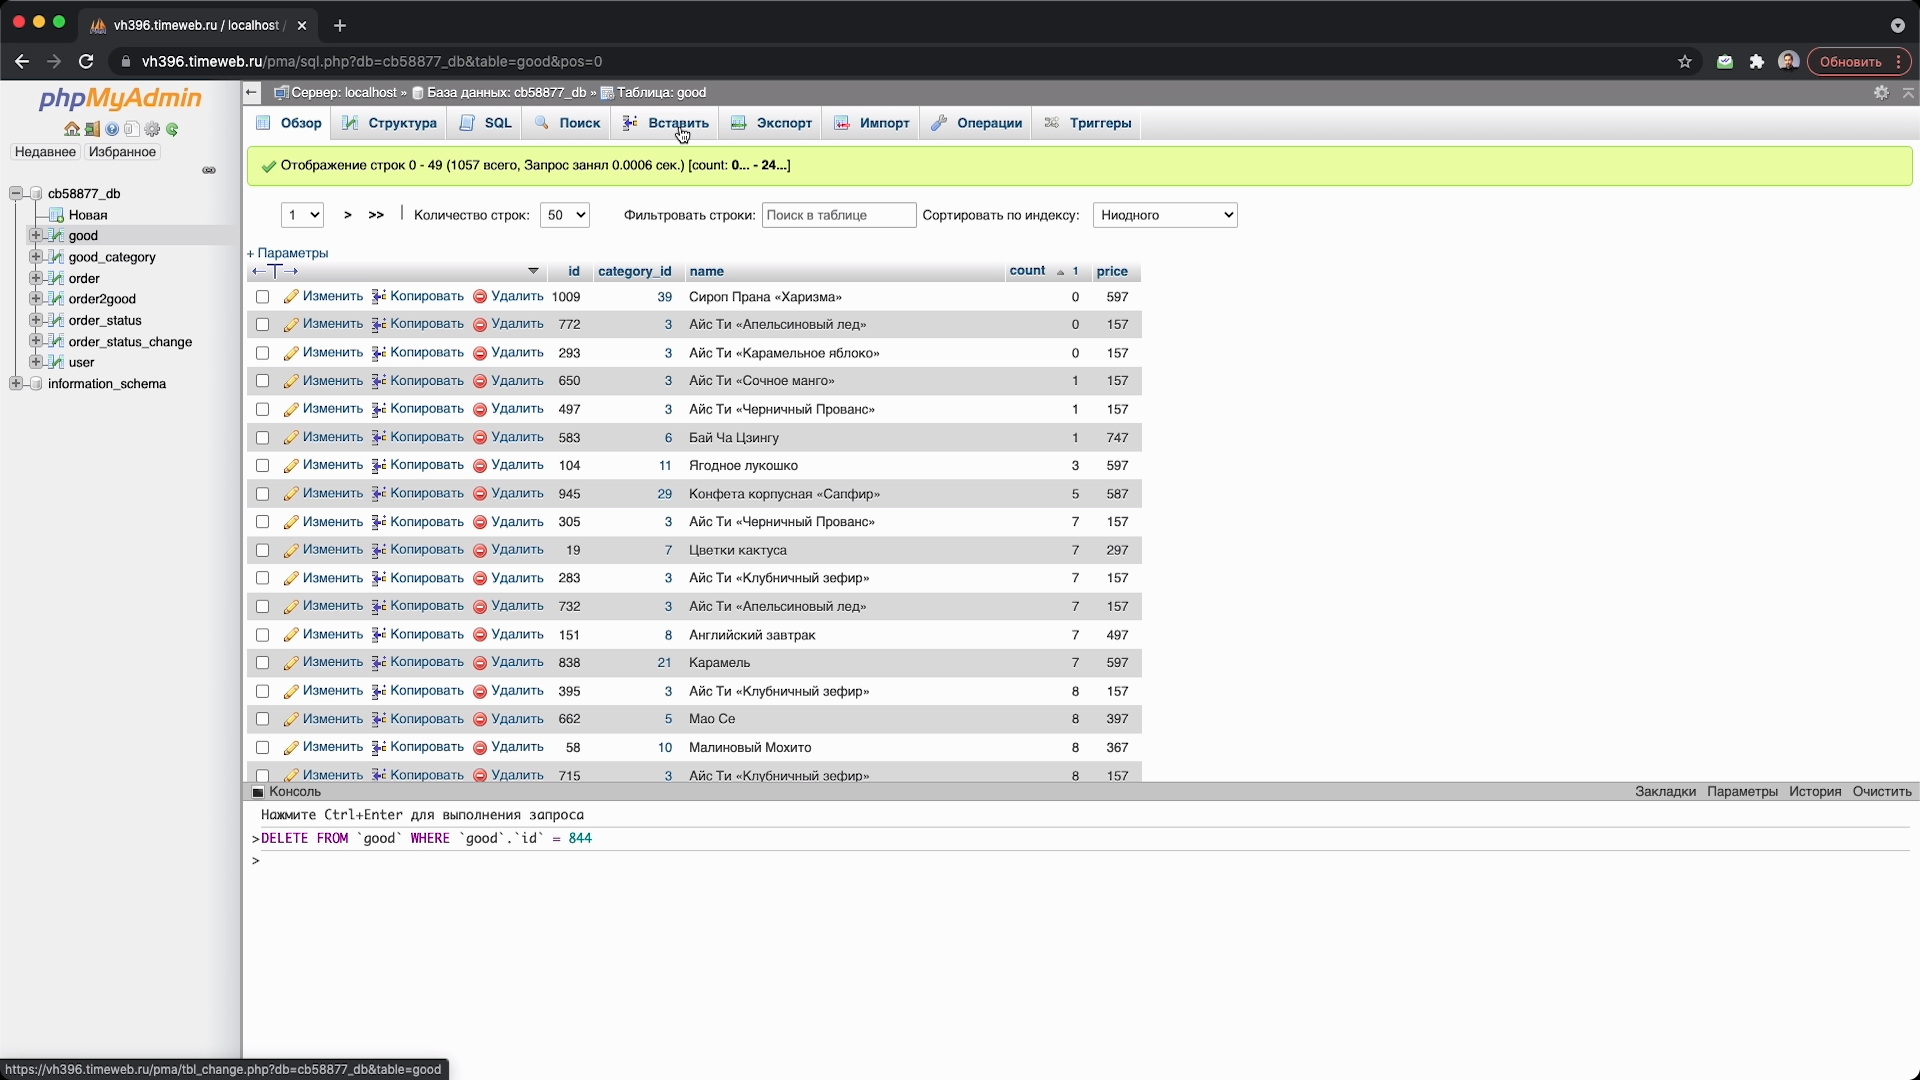 vh396.timeweb.ru / localhost /
vh396.timeweb.ru/pma/sql.php?db=cb58877_db&table=good&pos=0
Обновить
phpMyAdmin
Недавнее Избранное
cb58877_db
Новая
good
good_category
order
order2good
order_status
order_status_change
user
information_schema
Сервер: localhost » База данных: cb58877_db » Таблица: good
Обзор Структура SQL Поиск Вставить Экспорт Импорт Операции Триггеры
Отображение строк 0 - 49 (1057 всего, Запрос занял 0.0006 сек.) [count: 0... - 24...]
1 > >> | Количество строк: 50 Фильтровать строки: Поиск в таблице Сортировать по индексу: Ниодного
+ Параметры
←T→ id category_id name count 1 price
Изменить Копировать Удалить 1009 39 Сироп Прана «Харизма» 0 597
Изменить Копировать Удалить 772 3 Айс Ти «Апельсиновый лед» 0 157
Изменить Копировать Удалить 293 3 Айс Ти «Карамельное яблоко» 0 157
Изменить Копировать Удалить 650 3 Айс Ти «Сочное манго» 1 157
Изменить Копировать Удалить 497 3 Айс Ти «Черничный Прованс» 1 157
Изменить Копировать Удалить 583 6 Бай Ча Цзингу 1 747
Изменить Копировать Удалить 104 11 Ягодное лукошко 3 597
Изменить Копировать Удалить 945 29 Конфета корпусная «Сапфир» 5 587
Изменить Копировать Удалить 305 3 Айс Ти «Черничный Прованс» 7 157
Изменить Копировать Удалить 19 7 Цветки кактуса 7 297
Изменить Копировать Удалить 283 3 Айс Ти «Клубничный зефир» 7 157
Изменить Копировать Удалить 732 3 Айс Ти «Апельсиновый лед» 7 157
Изменить Копировать Удалить 151 8 Английский завтрак 7 497
Изменить Копировать Удалить 838 21 Карамель 7 597
Изменить Копировать Удалить 395 3 Айс Ти «Клубничный зефир» 8 157
Изменить Копировать Удалить 662 5 Мао Се 8 397
Изменить Копировать Удалить 58 10 Малиновый Мохито 8 367
Изменить Копировать Удалить 715 3 Айс Ти «Клубничный зефир» 8 157
Консоль Закладки Параметры История Очистить
Нажмите Ctrl+Enter для выполнения запроса
>DELETE FROM `good` WHERE `good`.`id` = 844
>
https://vh396.timeweb.ru/pma/tbl_change.php?db=cb58877_db&table=good